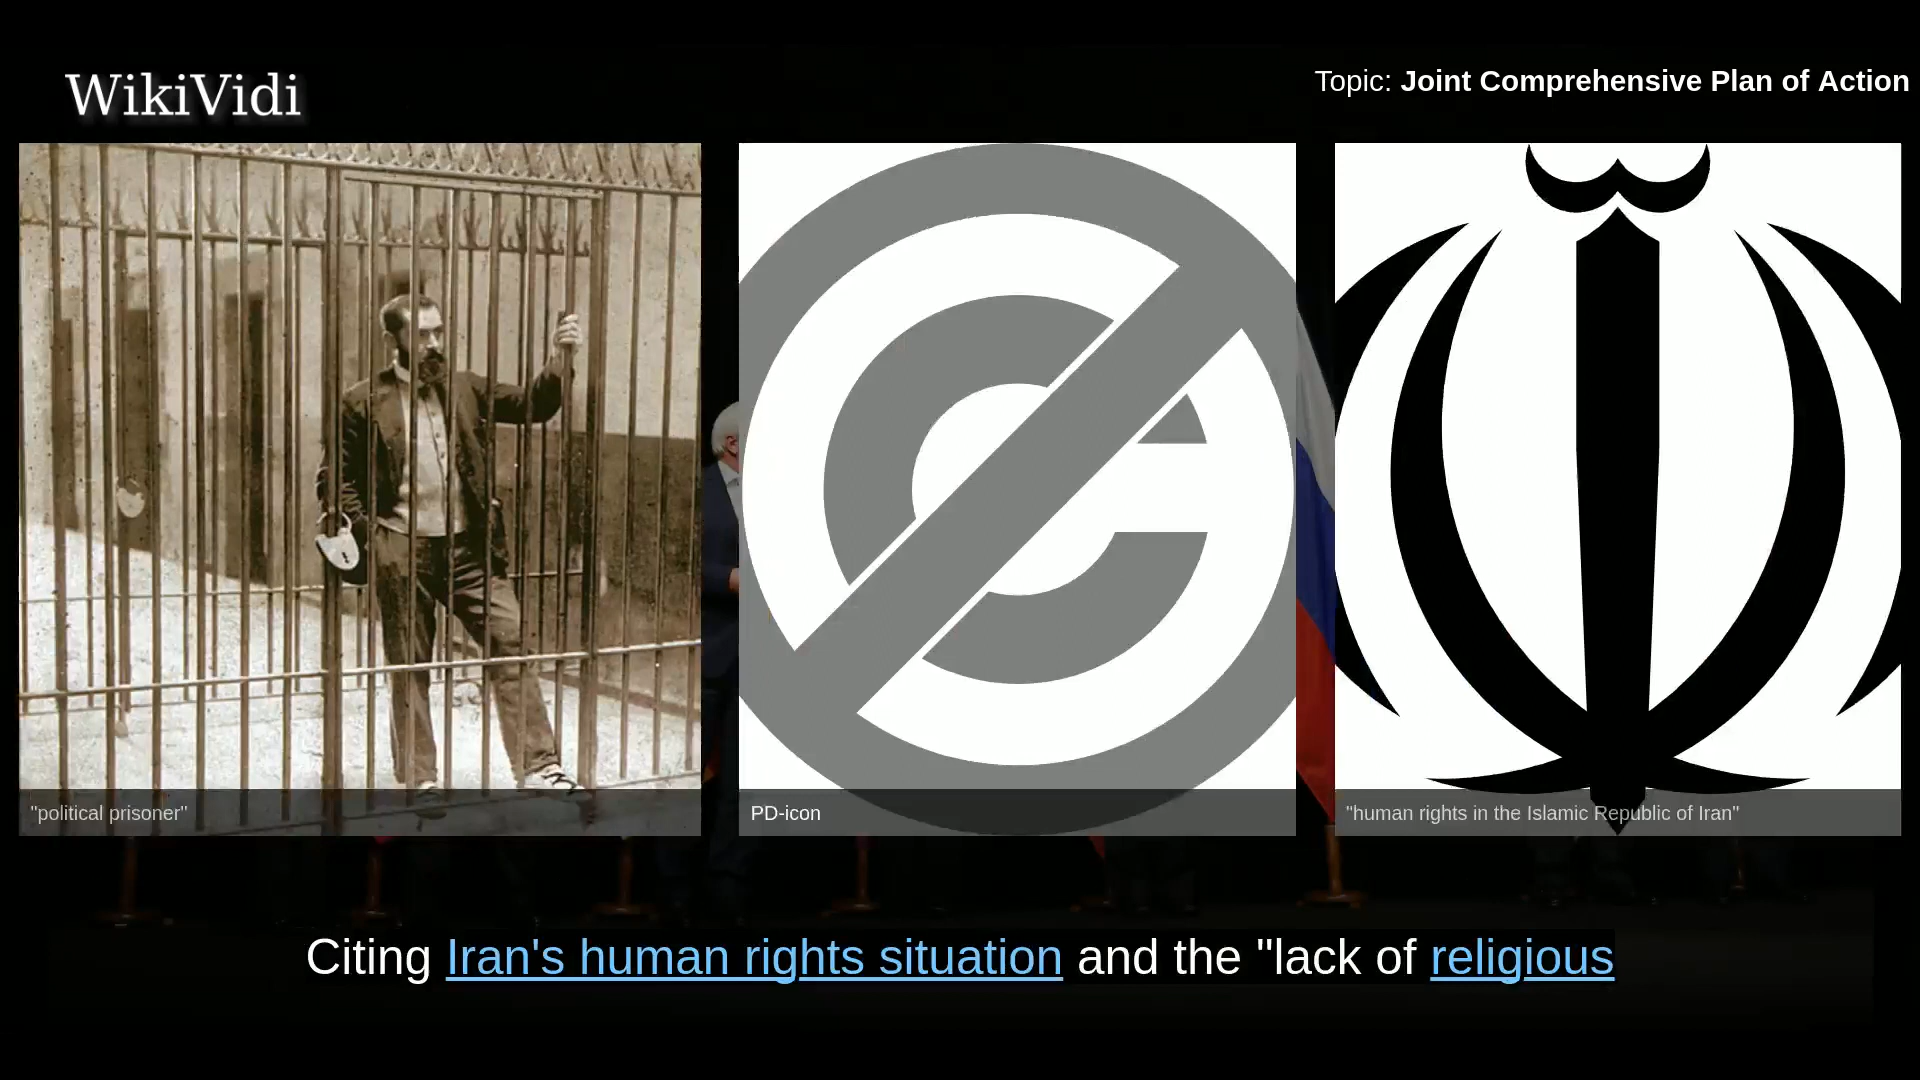 WikiVidi
Topic: Joint Comprehensive Plan of Action
"political prisoner"
PD-icon
"human rights in the Islamic Republic of Iran"
Citing Iran's human rights situation and the "lack of religious